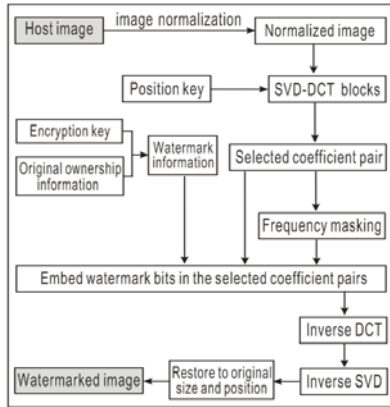 Host image
image normalization
Normalized image
Position key
SVD-DCT blocks
Encryption key
Original ownership
information
Watermark
information
Selected coefficient pair
Frequency masking
Embed watermark bits in the selected coefficient pairs
Inverse DCT
Watermarked image
Restore to original
size and position
Inverse SVD